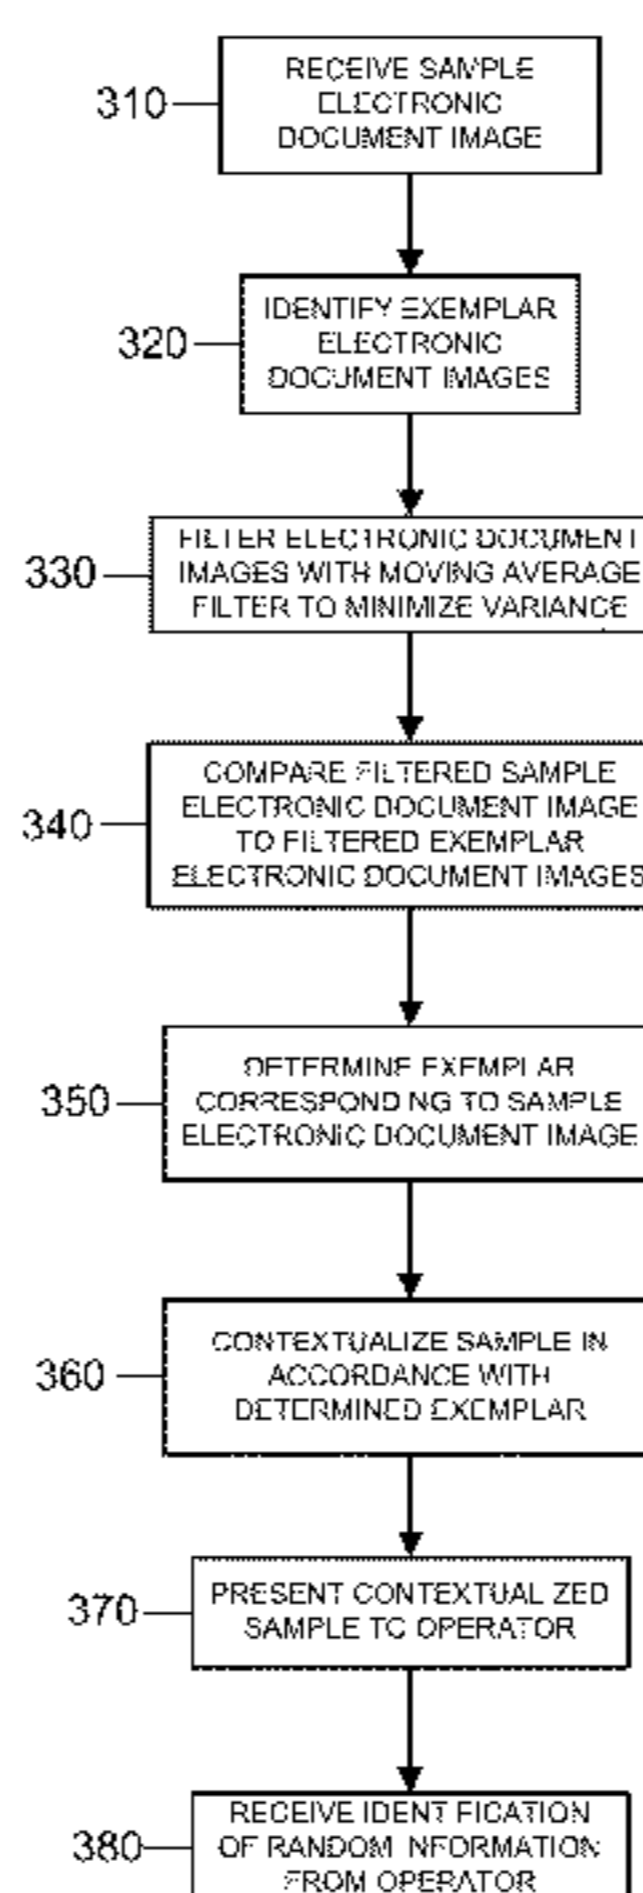 310
RECEIVE SAMPLE
ELECTRONIC
DOCUMENT IMAGE
320
IDENTIFY EXEMPLAR
ELECTRONIC
DOCUMENT IMAGES
330
FILTER ELECTRONIC DOCUMENT
IMAGES WITH MOVING AVERAGE
FILTER TO MINIMIZE VARIANCE
340
COMPARE FILTERED SAMPLE
ELECTRONIC DOCUMENT IMAGE
TO FILTERED EXEMPLAR
ELECTRONIC DOCUMENT IMAGES
350
DETERMINE EXEMPLAR
CORRESPONDING TO SAMPLE
ELECTRONIC DOCUMENT IMAGE
360
CONTEXTUALIZE SAMPLE IN
ACCORDANCE WITH
DETERMINED EXEMPLAR
370
PRESENT CONTEXTUALIZED
SAMPLE TO OPERATOR
380
RECEIVE IDENTIFICATION
OF RANDOM INFORMATION
FROM OPERATOR